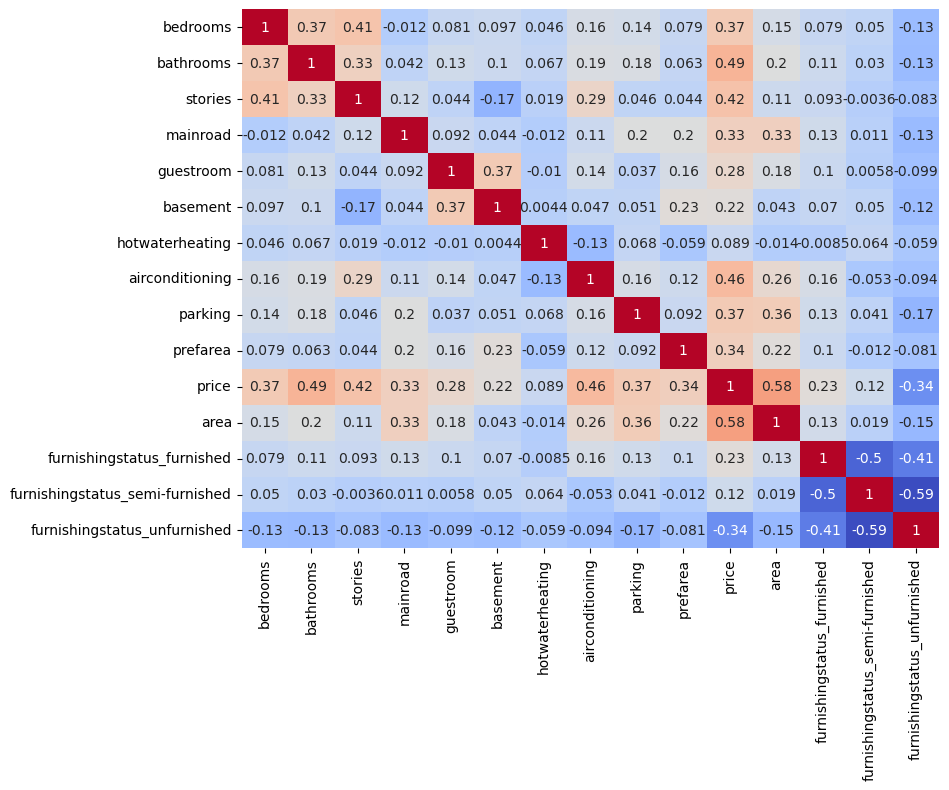 bedrooms 1 0.37 0.41 -0.012 0.081 0.097 0.046 0.16 0.14 0.079 0.37 0.15 0.079 0.05 -0.13
bathrooms 0.37 1 0.33 0.042 0.13 0.1 0.067 0.19 0.18 0.063 0.49 0.2 0.11 0.03 -0.13
stories 0.41 0.33 1 0.12 0.044 -0.17 0.019 0.29 0.046 0.044 0.42 0.11 0.093 -0.0036 -0.083
mainroad -0.012 0.042 0.12 1 0.092 0.044 -0.012 0.11 0.2 0.2 0.33 0.33 0.13 0.011 -0.13
guestroom 0.081 0.13 0.044 0.092 1 0.37 -0.01 0.14 0.037 0.16 0.28 0.18 0.1 0.0058 -0.099
basement 0.097 0.1 -0.17 0.044 0.37 1 0.0044 0.047 0.051 0.23 0.22 0.043 0.07 0.05 -0.12
hotwaterheating 0.046 0.067 0.019 -0.012 -0.01 0.0044 1 -0.13 0.068 -0.059 0.089 -0.014 -0.0085 0.064 -0.059
airconditioning 0.16 0.19 0.29 0.11 0.14 0.047 -0.13 1 0.16 0.12 0.46 0.26 0.16 -0.053 -0.094
parking 0.14 0.18 0.046 0.2 0.037 0.051 0.068 0.16 1 0.092 0.37 0.36 0.13 0.041 -0.17
prefarea 0.079 0.063 0.044 0.2 0.16 0.23 -0.059 0.12 0.092 1 0.34 0.22 0.1 -0.012 -0.081
price 0.37 0.49 0.42 0.33 0.28 0.22 0.089 0.46 0.37 0.34 1 0.58 0.23 0.12 -0.34
area 0.15 0.2 0.11 0.33 0.18 0.043 -0.014 0.26 0.36 0.22 0.58 1 0.13 0.019 -0.15
furnishingstatus_furnished 0.079 0.11 0.093 0.13 0.1 0.07 -0.0085 0.16 0.13 0.1 0.23 0.13 1 -0.5 -0.41
furnishingstatus_semi-furnished 0.05 0.03 -0.0036 0.011 0.0058 0.05 0.064 -0.053 0.041 -0.012 0.12 0.019 -0.5 1 -0.59
furnishingstatus_unfurnished -0.13 -0.13 -0.083 -0.13 -0.099 -0.12 -0.059 -0.094 -0.17 -0.081 -0.34 -0.15 -0.41 -0.59 1
bedrooms
bathrooms
stories
mainroad
guestroom
basement
hotwaterheating
airconditioning
parking
prefarea
price
area
furnishingstatus_furnished
furnishingstatus_semi-furnished
furnishingstatus_unfurnished